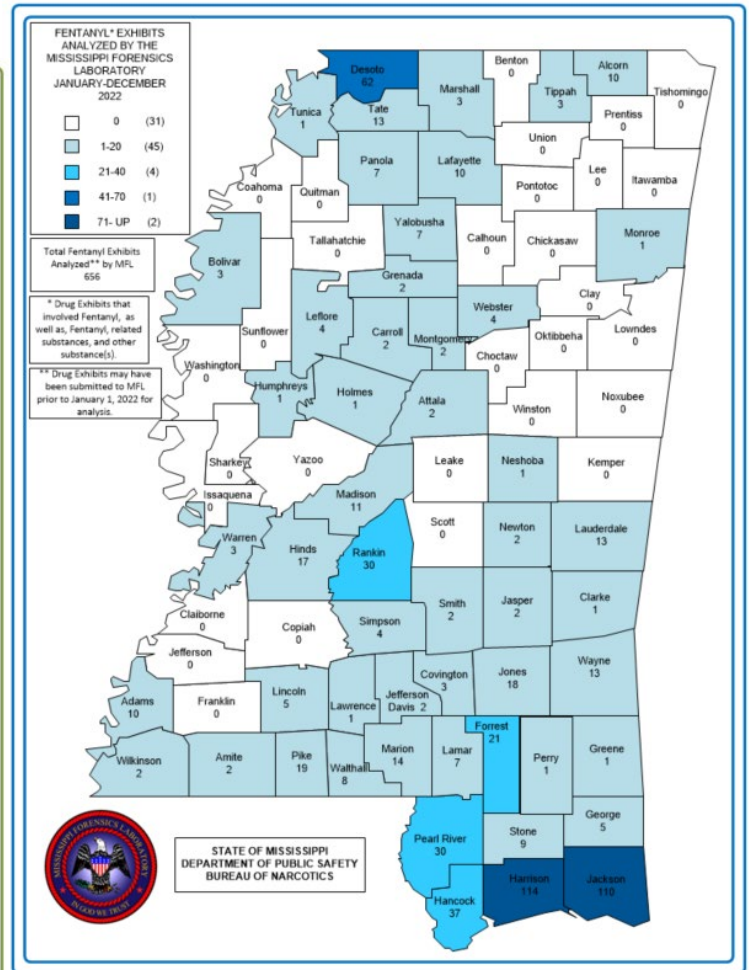 FENTANYL* EXHIBITS
ANALYZED BY THE
MISSISSIPPI FORENSICS
LABORATORY
JANUARY-DECEMBER
2022
0 (31)
1-20 (45)
21-40 (4)
41-70 (1)
71- UP (2)
Total Fentanyl Exhibits
Analyzed** by MFL
656
* Drug Exhibits that
involved Fentanyl, as
well as, Fentanyl, related
substances, and other
substance(s).
** Drug Exhibits may have
been submitted to MFL
prior to January 1, 2022 for
analysis.
Desoto
62
Tunica
1
Tate
13
Marshall
3
Benton
0
Tippah
3
Alcorn
10
Tishomingo
0
Prentiss
0
Union
0
Panola
7
Lafayette
10
Lee
0
Itawamba
0
Pontotoc
0
Coahoma
0
Quitman
0
Tallahatchie
0
Yalobusha
7
Calhoun
0
Chickasaw
0
Monroe
1
Bolivar
3
Grenada
2
Clay
0
Sunflower
0
Leflore
4
Carroll
2
Montgomery
2
Webster
4
Oktibbeha
0
Lowndes
0
Choctaw
0
Washington
0
Humphreys
1
Holmes
1
Attala
2
Winston
0
Noxubee
0
Sharkey
0
Yazoo
0
Leake
0
Neshoba
1
Kemper
0
Issaquena
0
Madison
11
Warren
3
Hinds
17
Rankin
30
Scott
0
Newton
2
Lauderdale
13
Claiborne
0
Copiah
0
Simpson
4
Smith
2
Jasper
2
Clarke
1
Jefferson
0
Adams
10
Franklin
0
Lincoln
5
Lawrence
1
Jefferson
Davis 2
Covington
3
Jones
18
Wayne
13
Wilkinson
2
Amite
2
Pike
19
Walthall
8
Marion
14
Lamar
7
Forrest
21
Perry
1
Greene
1
Pearl River
30
Stone
9
George
5
Hancock
37
Harrison
114
Jackson
110
MISSISSIPPI FORENSICS LABORATORY
IN GOD WE TRUST
STATE OF MISSISSIPPI
DEPARTMENT OF PUBLIC SAFETY
BUREAU OF NARCOTICS